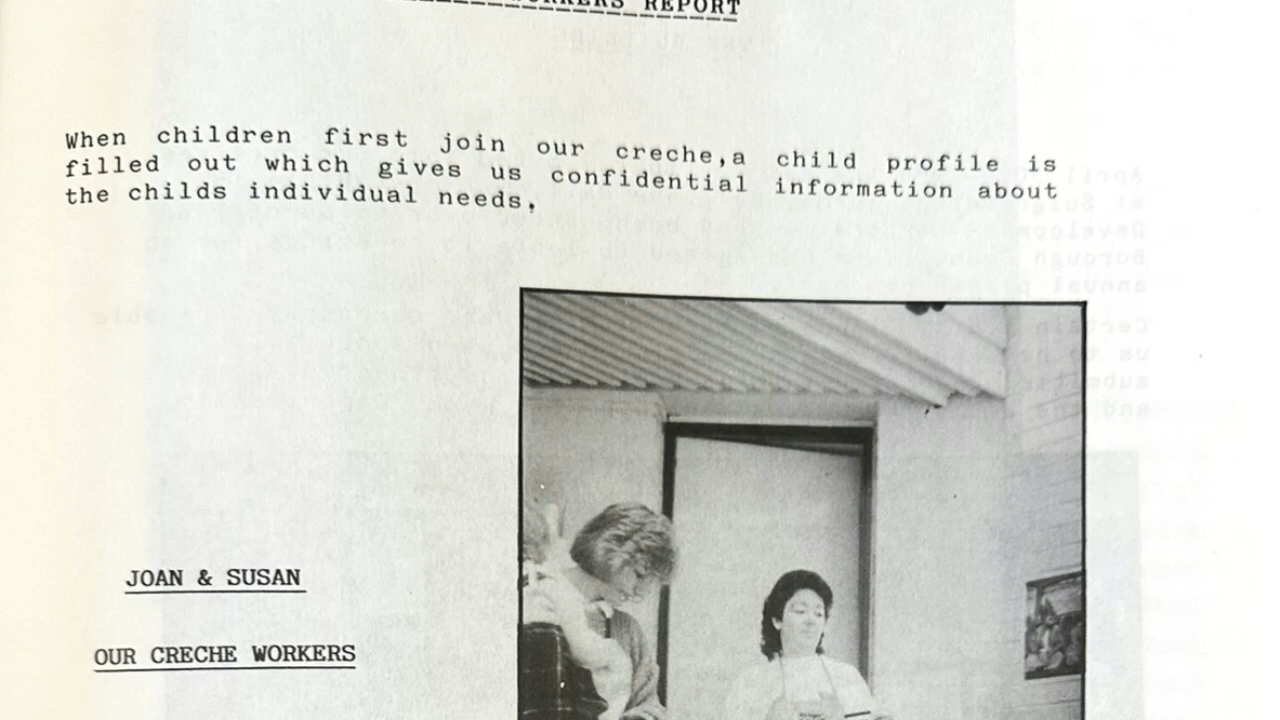 WORKERS REPORT
When children first join our creche,a child profile is
filled out which gives us confidential information about
the childs individual needs,
JOAN & SUSAN
OUR CRECHE WORKERS